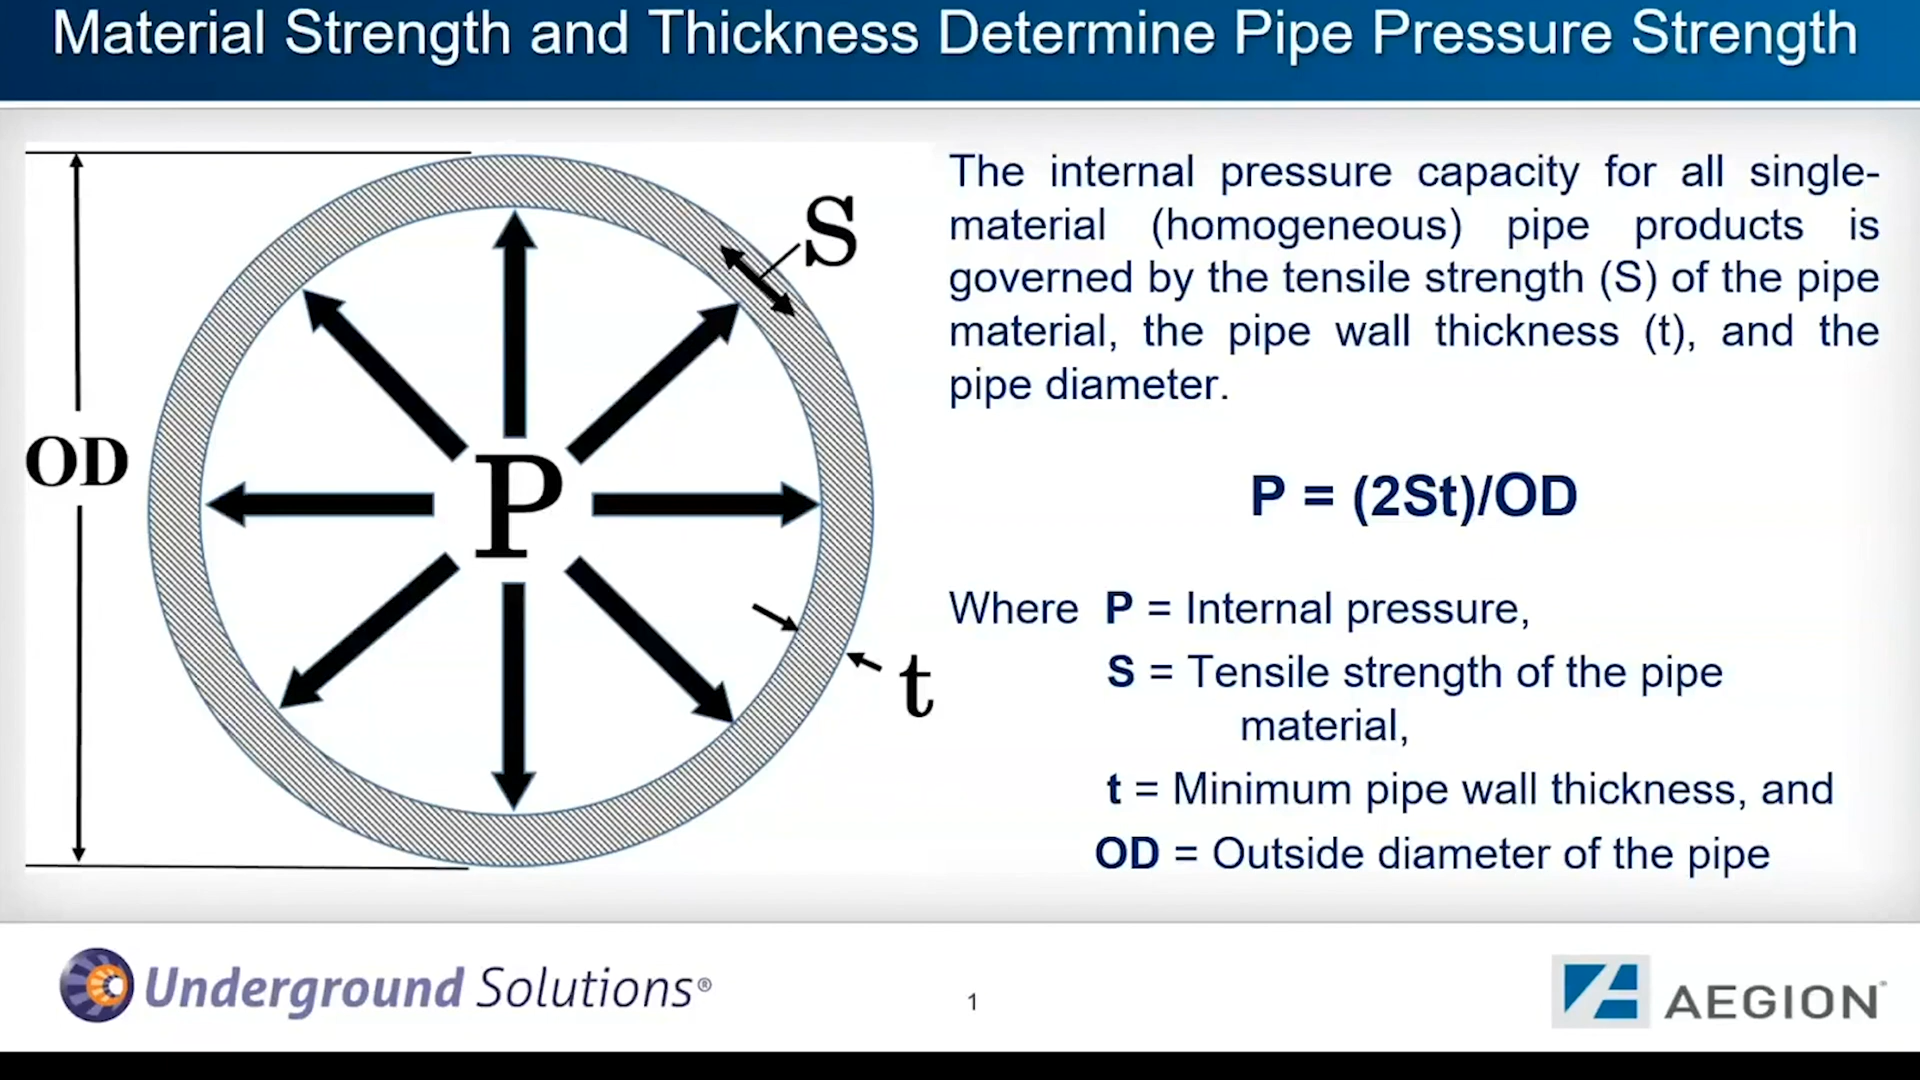 Material Strength and Thickness Determine Pipe Pressure Strength
OD
P
S
t
The internal pressure capacity for all single-
material (homogeneous) pipe products is
governed by the tensile strength (S) of the pipe
material, the pipe wall thickness (t), and the
pipe diameter.
P = (2St)/OD
Where P = Internal pressure,
S = Tensile strength of the pipe
material,
t = Minimum pipe wall thickness, and
OD = Outside diameter of the pipe
Underground Solutions®
1
AEGION